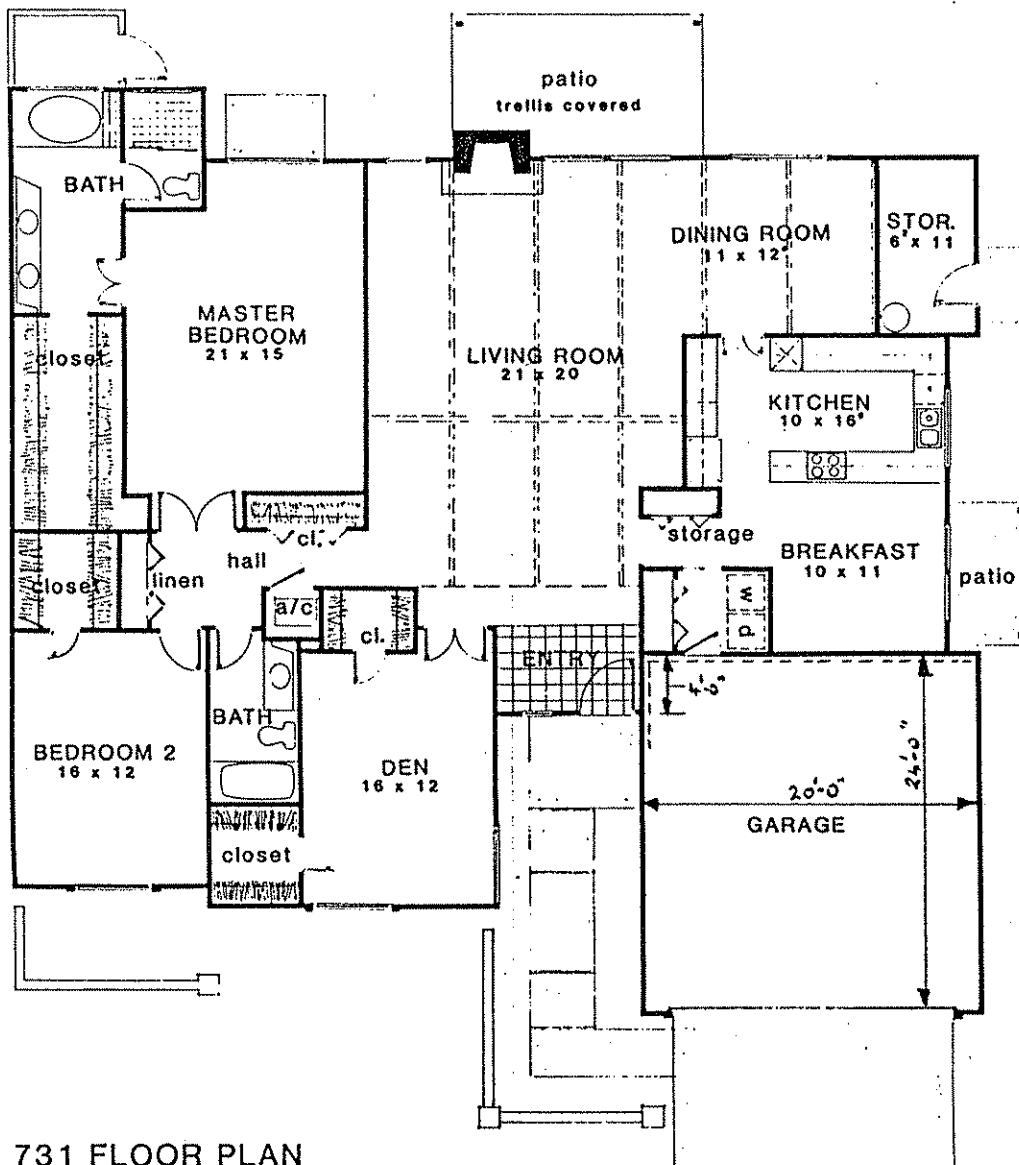 patio
trellis covered
BATH
STOR.
6' x 11
DINING ROOM
11 x 12⁶
MASTER
BEDROOM
21 x 15
closet
LIVING ROOM
21 x 20
KITCHEN
10 x 16⁶
cl.
storage
hall
BREAKFAST
10 x 11
closet
linen
patio
a/c
w
d
cl.
ENTRY
4'-0"
BATH
BEDROOM 2
16 x 12
DEN
16 x 12
24'-0"
20'-0"
GARAGE
closet
731 FLOOR PLAN